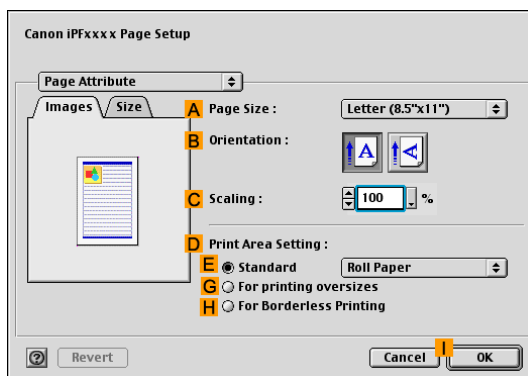 Canon iPFxxxx Page Setup
Page Attribute
Images Size
A Page Size : Letter (8.5"x11")
B Orientation : A A
C Scaling : 100 %
D Print Area Setting :
E Standard Roll Paper
G For printing oversizes
H For Borderless Printing
? Revert Cancel I OK